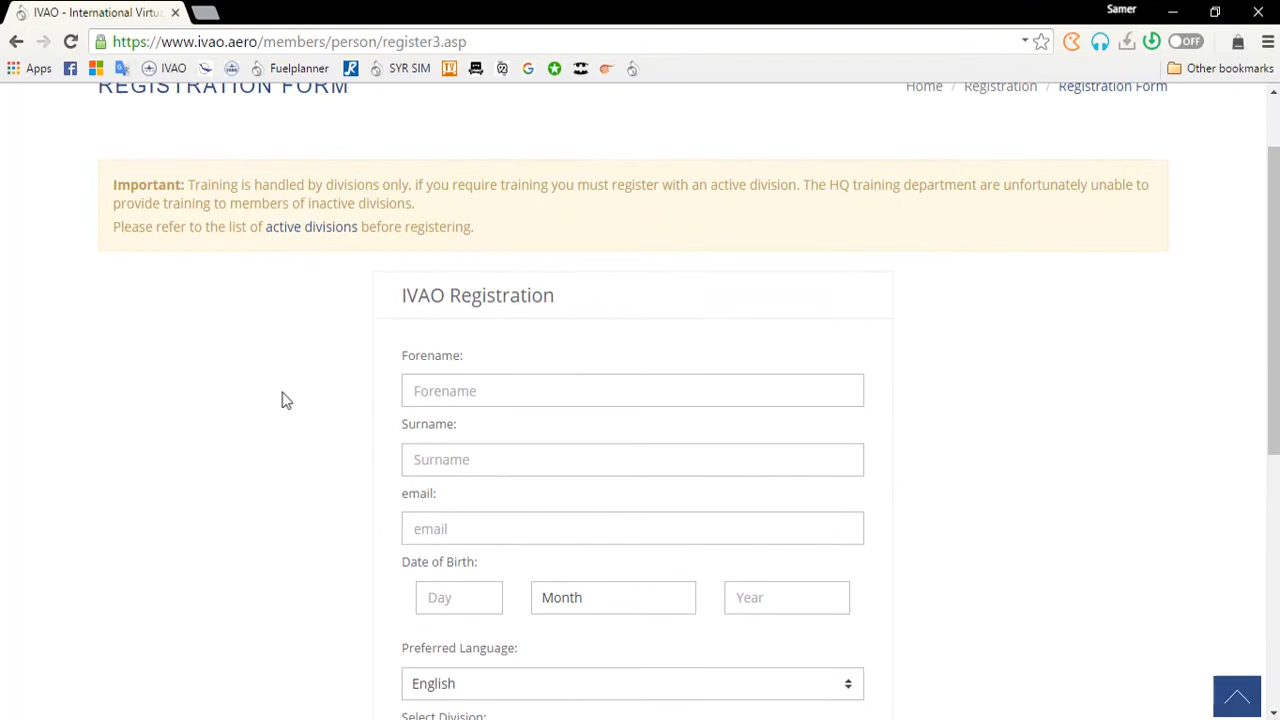 IVAO - International Virtu
Samer
https://www.ivao.aero/members/person/register3.asp
OFF
Apps
IVAO
Fuelplanner
SYR SIM
Other bookmarks
REGISTRATION FORM
Home / Registration / Registration Form
Important: Training is handled by divisions only, if you require training you must register with an active division. The HQ training department are unfortunately unable to
provide training to members of inactive divisions.
Please refer to the list of active divisions before registering.
IVAO Registration
Forename:
Forename
Surname:
Surname
email:
email
Date of Birth:
Day
Month
Year
Preferred Language:
English
Select Division: